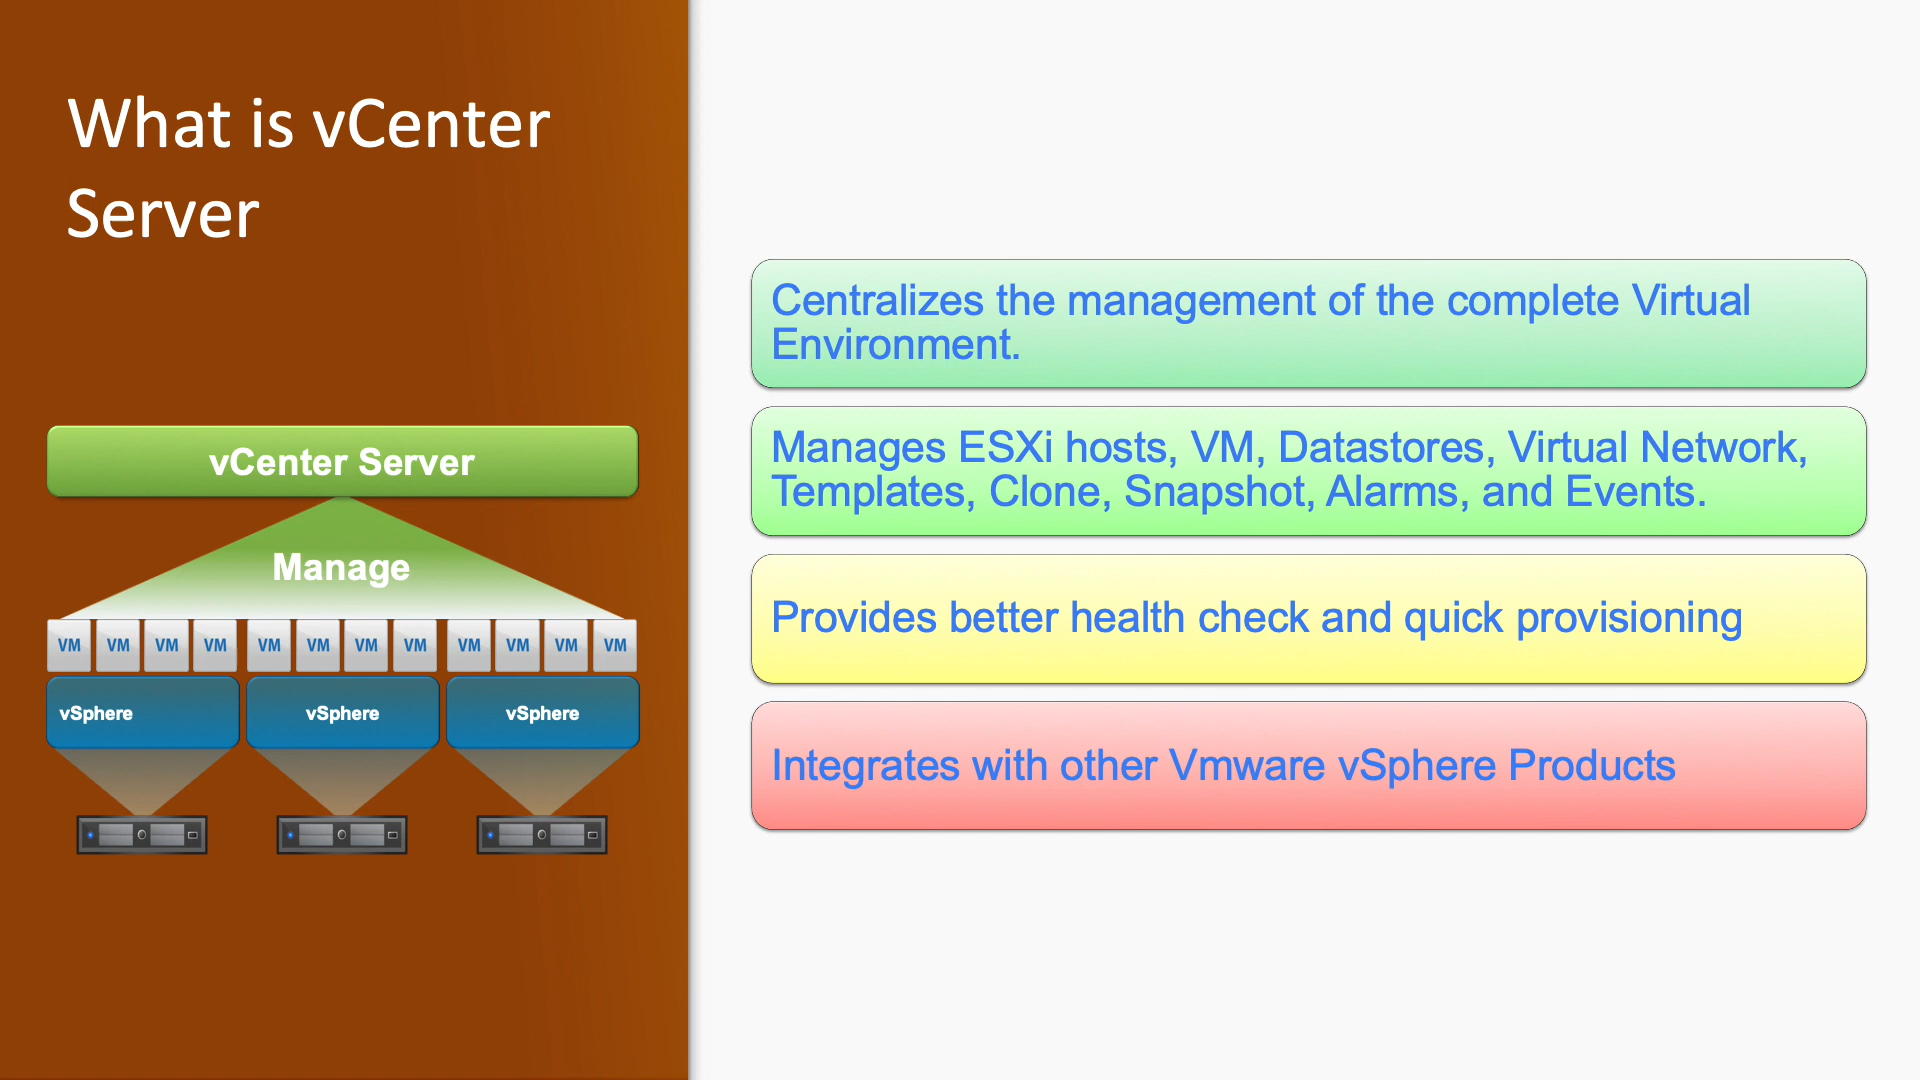 What is vCenter
Server
vCenter Server
Manage
VM VM VM VM VM VM VM VM VM VM VM VM
vSphere vSphere vSphere
Centralizes the management of the complete Virtual
Environment.
Manages ESXi hosts, VM, Datastores, Virtual Network,
Templates, Clone, Snapshot, Alarms, and Events.
Provides better health check and quick provisioning
Integrates with other Vmware vSphere Products